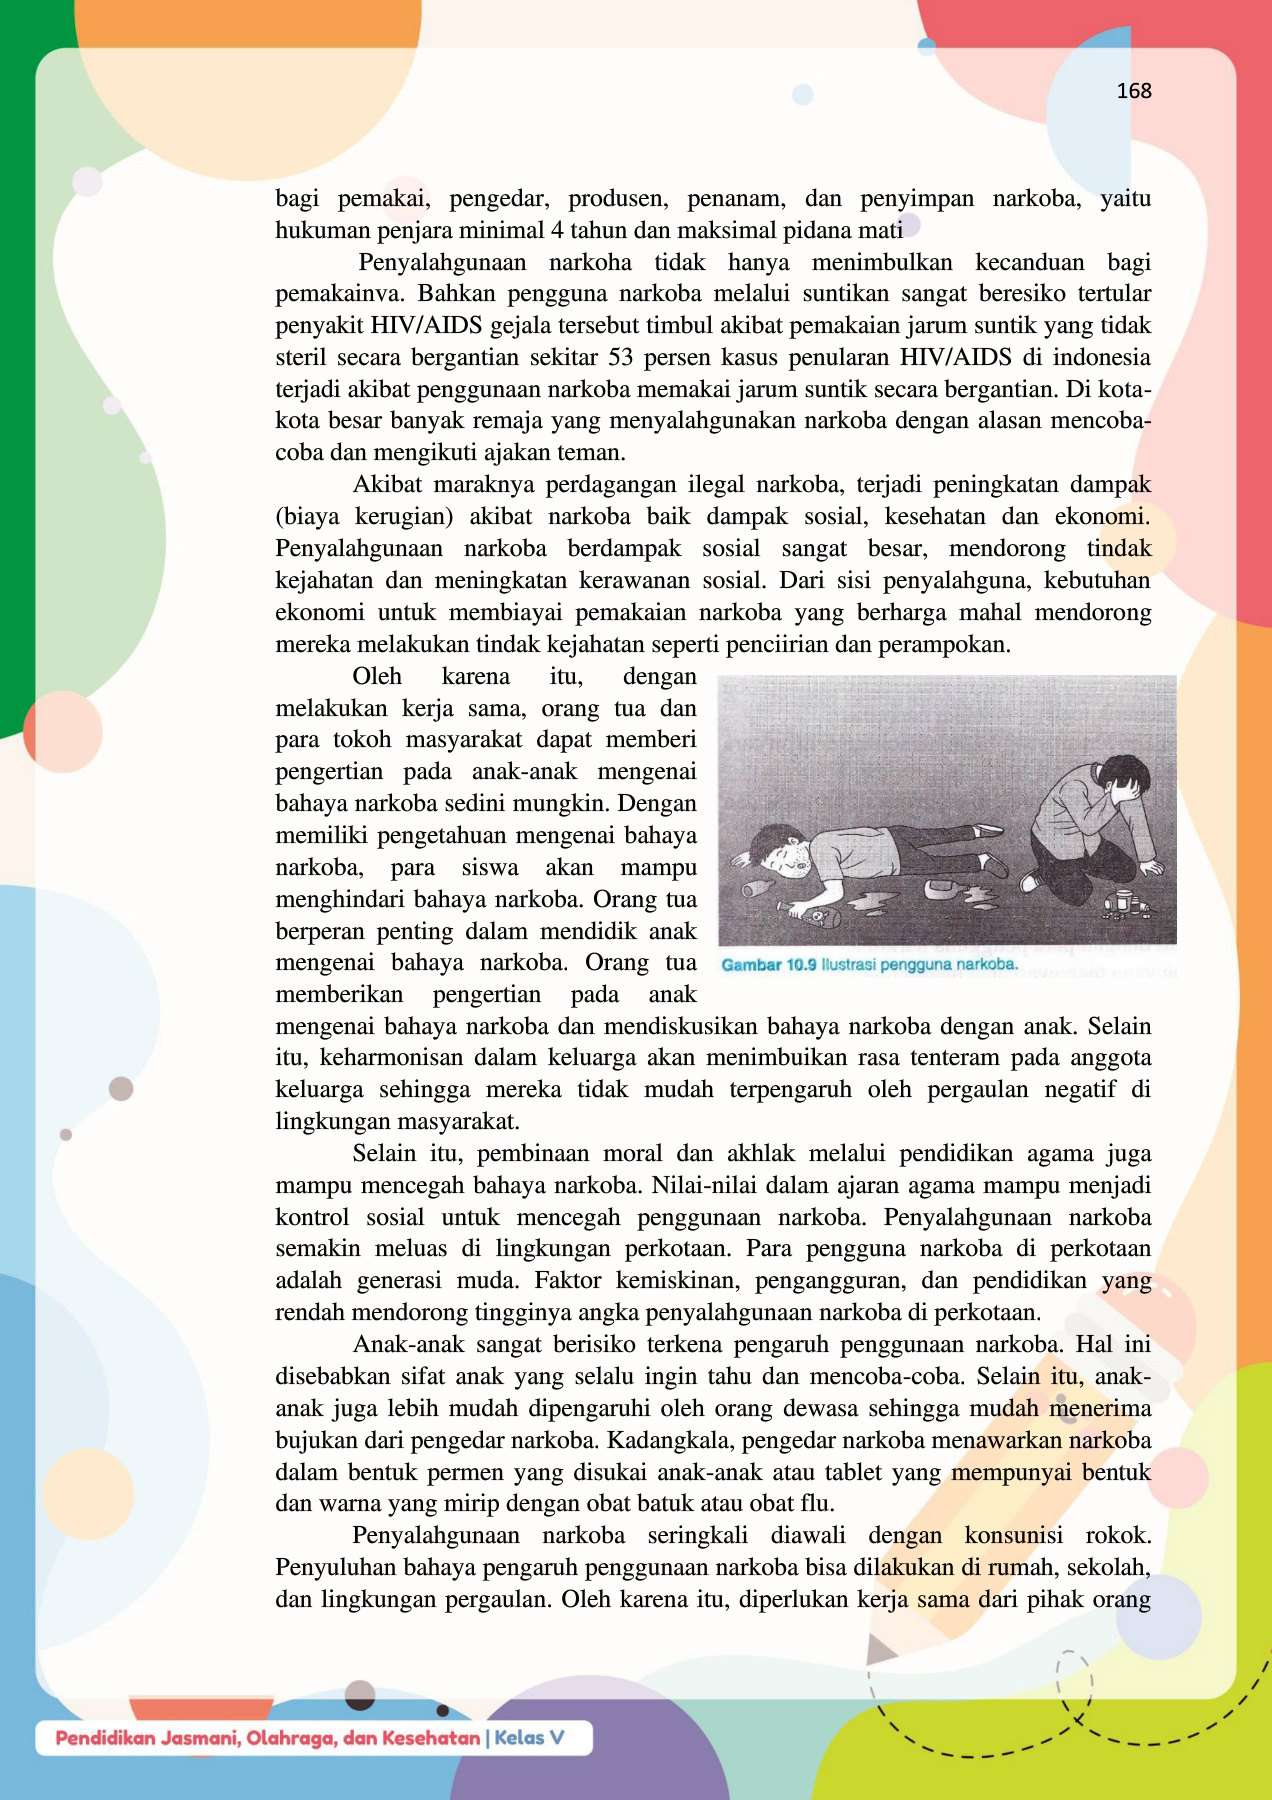 168
bagi pemakai, pengedar, produsen, penanam, dan penyimpan narkoba, yaitu
hukuman penjara minimal 4 tahun dan maksimal pidana mati
Penyalahgunaan narkoha tidak hanya menimbulkan kecanduan bagi
pemakainva. Bahkan pengguna narkoba melalui suntikan sangat beresiko tertular
penyakit HIV/AIDS gejala tersebut timbul akibat pemakaian jarum suntik yang tidak
steril secara bergantian sekitar 53 persen kasus penularan HIV/AIDS di indonesia
terjadi akibat penggunaan narkoba memakai jarum suntik secara bergantian. Di kota-
kota besar banyak remaja yang menyalahgunakan narkoba dengan alasan mencoba-
coba dan mengikuti ajakan teman.
Akibat maraknya perdagangan ilegal narkoba, terjadi peningkatan dampak
(biaya kerugian) akibat narkoba baik dampak sosial, kesehatan dan ekonomi.
Penyalahgunaan narkoba berdampak sosial sangat besar, mendorong tindak
kejahatan dan meningkatan kerawanan sosial. Dari sisi penyalahguna, kebutuhan
ekonomi untuk membiayai pemakaian narkoba yang berharga mahal mendorong
mereka melakukan tindak kejahatan seperti penciirian dan perampokan.
Oleh karena itu, dengan
melakukan kerja sama, orang tua dan
para tokoh masyarakat dapat memberi
pengertian pada anak-anak mengenai
bahaya narkoba sedini mungkin. Dengan
memiliki pengetahuan mengenai bahaya
narkoba, para siswa akan mampu
menghindari bahaya narkoba. Orang tua
berperan penting dalam mendidik anak
mengenai bahaya narkoba. Orang tua
memberikan pengertian pada anak
Gambar 10.9 Ilustrasi pengguna narkoba.
mengenai bahaya narkoba dan mendiskusikan bahaya narkoba dengan anak. Selain
itu, keharmonisan dalam keluarga akan menimbuikan rasa tenteram pada anggota
keluarga sehingga mereka tidak mudah terpengaruh oleh pergaulan negatif di
lingkungan masyarakat.
Selain itu, pembinaan moral dan akhlak melalui pendidikan agama juga
mampu mencegah bahaya narkoba. Nilai-nilai dalam ajaran agama mampu menjadi
kontrol sosial untuk mencegah penggunaan narkoba. Penyalahgunaan narkoba
semakin meluas di lingkungan perkotaan. Para pengguna narkoba di perkotaan
adalah generasi muda. Faktor kemiskinan, pengangguran, dan pendidikan yang
rendah mendorong tingginya angka penyalahgunaan narkoba di perkotaan.
Anak-anak sangat berisiko terkena pengaruh penggunaan narkoba. Hal ini
disebabkan sifat anak yang selalu ingin tahu dan mencoba-coba. Selain itu, anak-
anak juga lebih mudah dipengaruhi oleh orang dewasa sehingga mudah menerima
bujukan dari pengedar narkoba. Kadangkala, pengedar narkoba menawarkan narkoba
dalam bentuk permen yang disukai anak-anak atau tablet yang mempunyai bentuk
dan warna yang mirip dengan obat batuk atau obat flu.
Penyalahgunaan narkoba seringkali diawali dengan konsunisi rokok.
Penyuluhan bahaya pengaruh penggunaan narkoba bisa dilakukan di rumah, sekolah,
dan lingkungan pergaulan. Oleh karena itu, diperlukan kerja sama dari pihak orang
Pendidikan Jasmani, Olahraga, dan Kesehatan | Kelas V